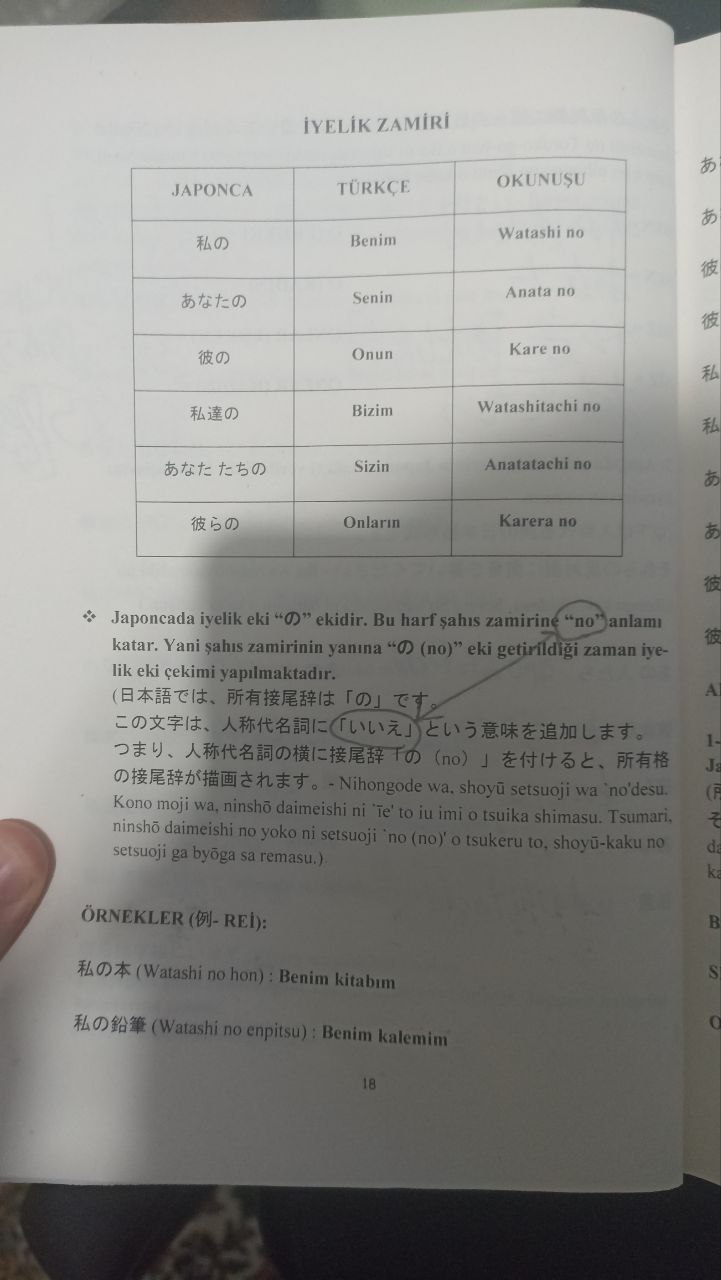 İYELİK ZAMİRİ
JAPONCA TÜRKÇE OKUNUŞU
私の Benim Watashi no
あなたの Senin Anata no
彼の Onun Kare no
私達の Bizim Watashitachi no
あなた たちの Sizin Anatatachi no
彼らの Onların Karera no
❖ Japoncada iyelik eki “の” ekidir. Bu harf şahıs zamirine “no” anlamı
katar. Yani şahıs zamirinin yanına “の (no)” eki getirildiği zaman iye-
lik eki çekimi yapılmaktadır.
(日本語では、所有接尾辞は「の」です。
この文字は、人称代名詞に「いいえ」という意味を追加します。
つまり、人称代名詞の横に接尾辞「の（no）」を付けると、所有格
の接尾辞が描画されます。- Nihongode wa, shoyū setsuoji wa `no'desu.
Kono moji wa, ninshō daimeishi ni `īe' to iu imi o tsuika shimasu. Tsumari,
ninshō daimeishi no yoko ni setsuoji `no (no)' o tsukeru to, shoyū-kaku no
setsuoji ga byōga sa remasu.)
ÖRNEKLER (例- REİ):
私の本 (Watashi no hon) : Benim kitabım
私の鉛筆 (Watashi no enpitsu) : Benim kalemim
18
あ
あ
彼
彼
私
私
あ
あ
彼
彼
1-
Ja
(所
そ
da
ka
B
S